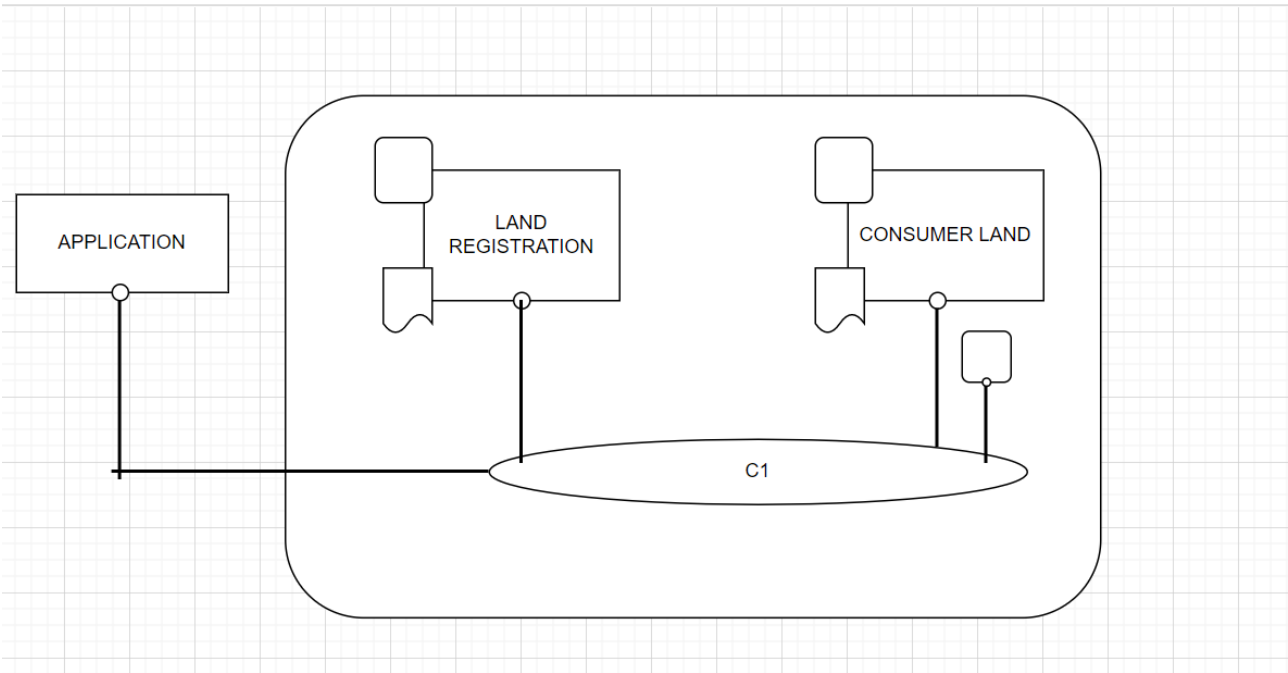 APPLICATION
LAND
REGISTRATION
CONSUMER LAND
C1